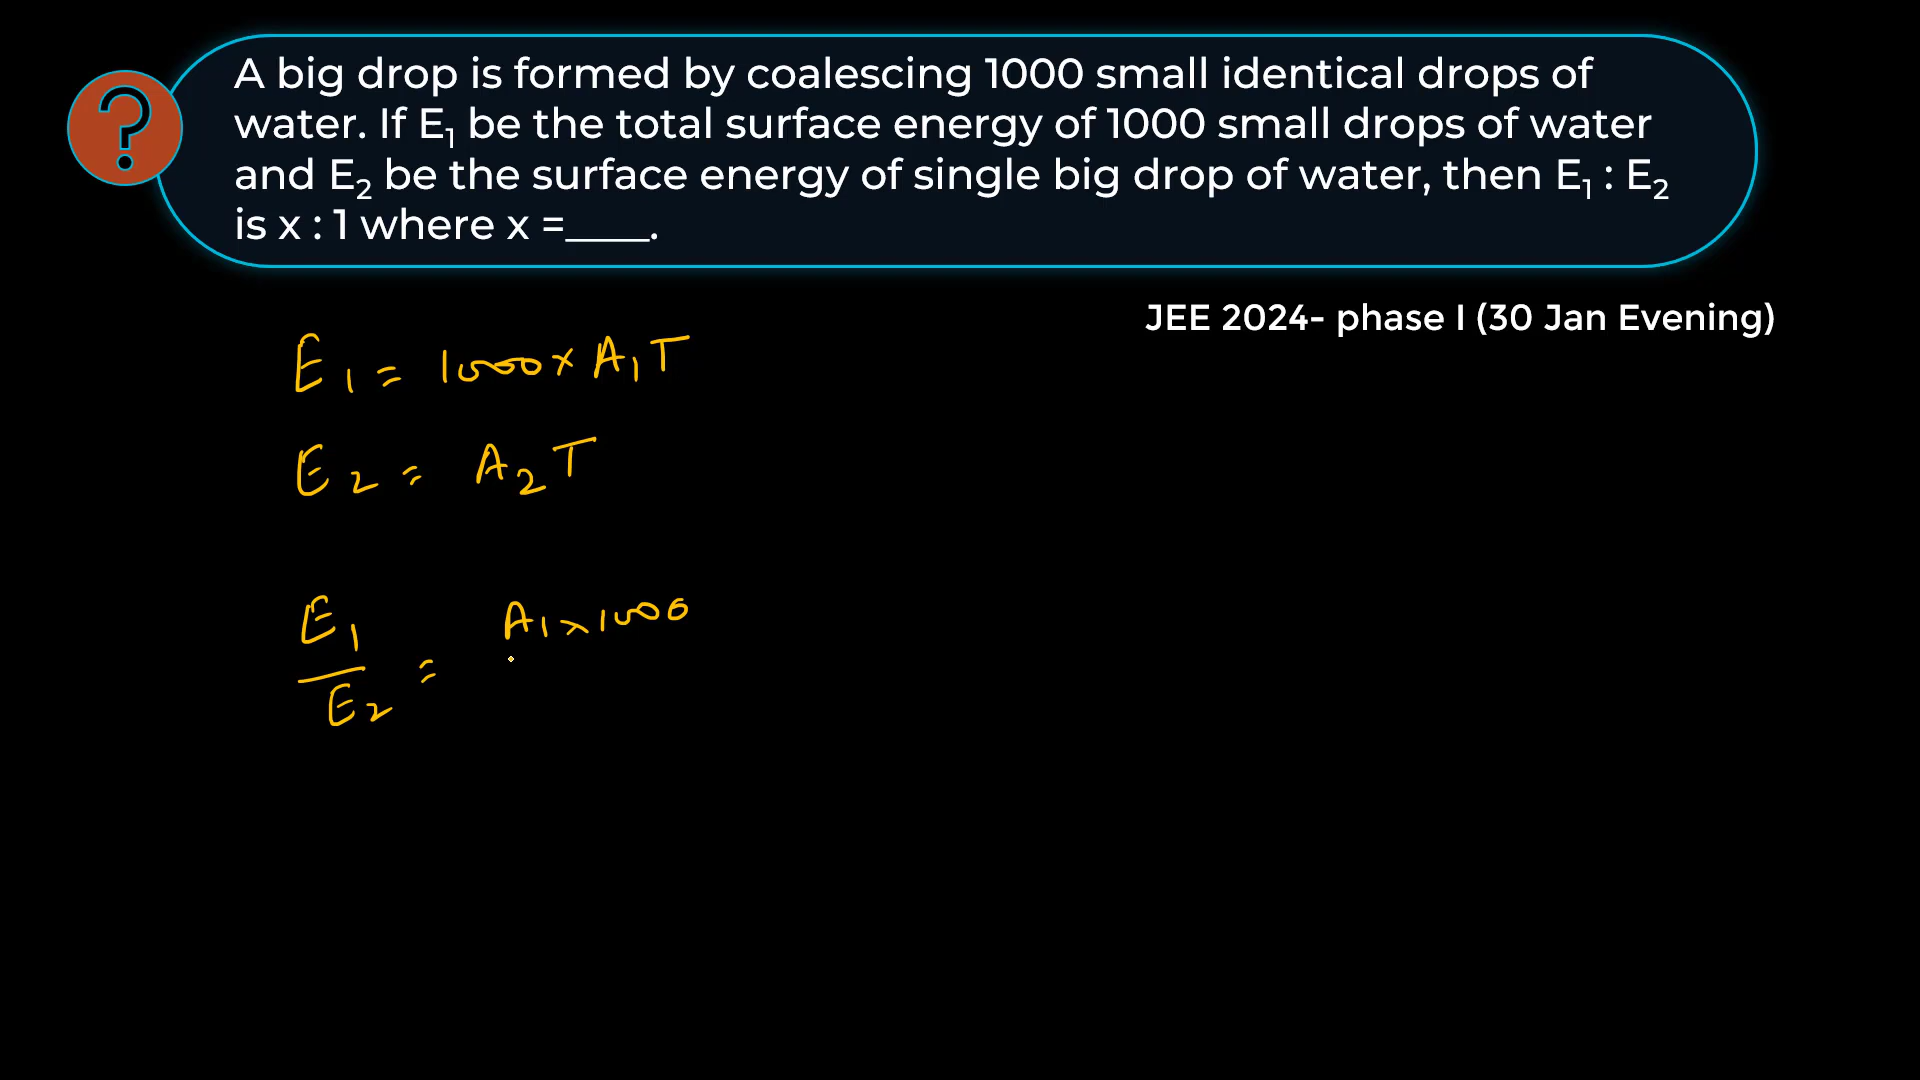 A big drop is formed by coalescing 1000 small identical drops of
water. If E₁ be the total surface energy of 1000 small drops of water
and E₂ be the surface energy of single big drop of water, then E₁ : E₂
is x : 1 where x =____.
?
JEE 2024- phase I (30 Jan Evening)
E₁ = 1000 × A₁T
E₂ = A₂T
E₁/E₂ = A₁ × 1000